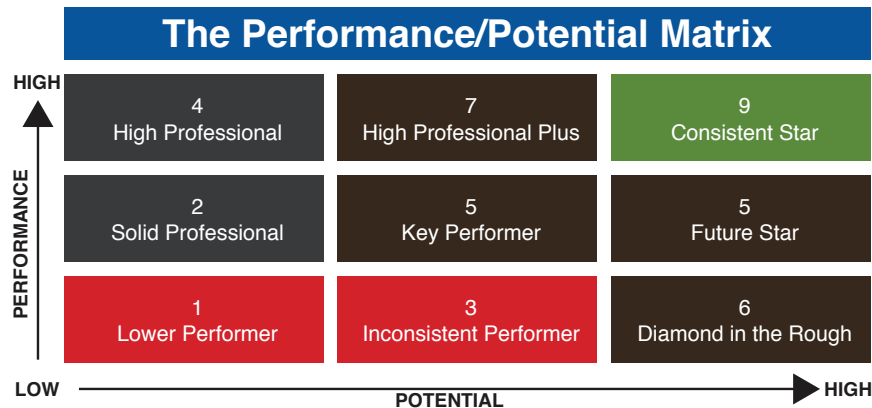 The Performance/Potential Matrix
HIGH
PERFORMANCE
4
High Professional
7
High Professional Plus
9
Consistent Star
2
Solid Professional
5
Key Performer
5
Future Star
1
Lower Performer
3
Inconsistent Performer
6
Diamond in the Rough
LOW
POTENTIAL
HIGH